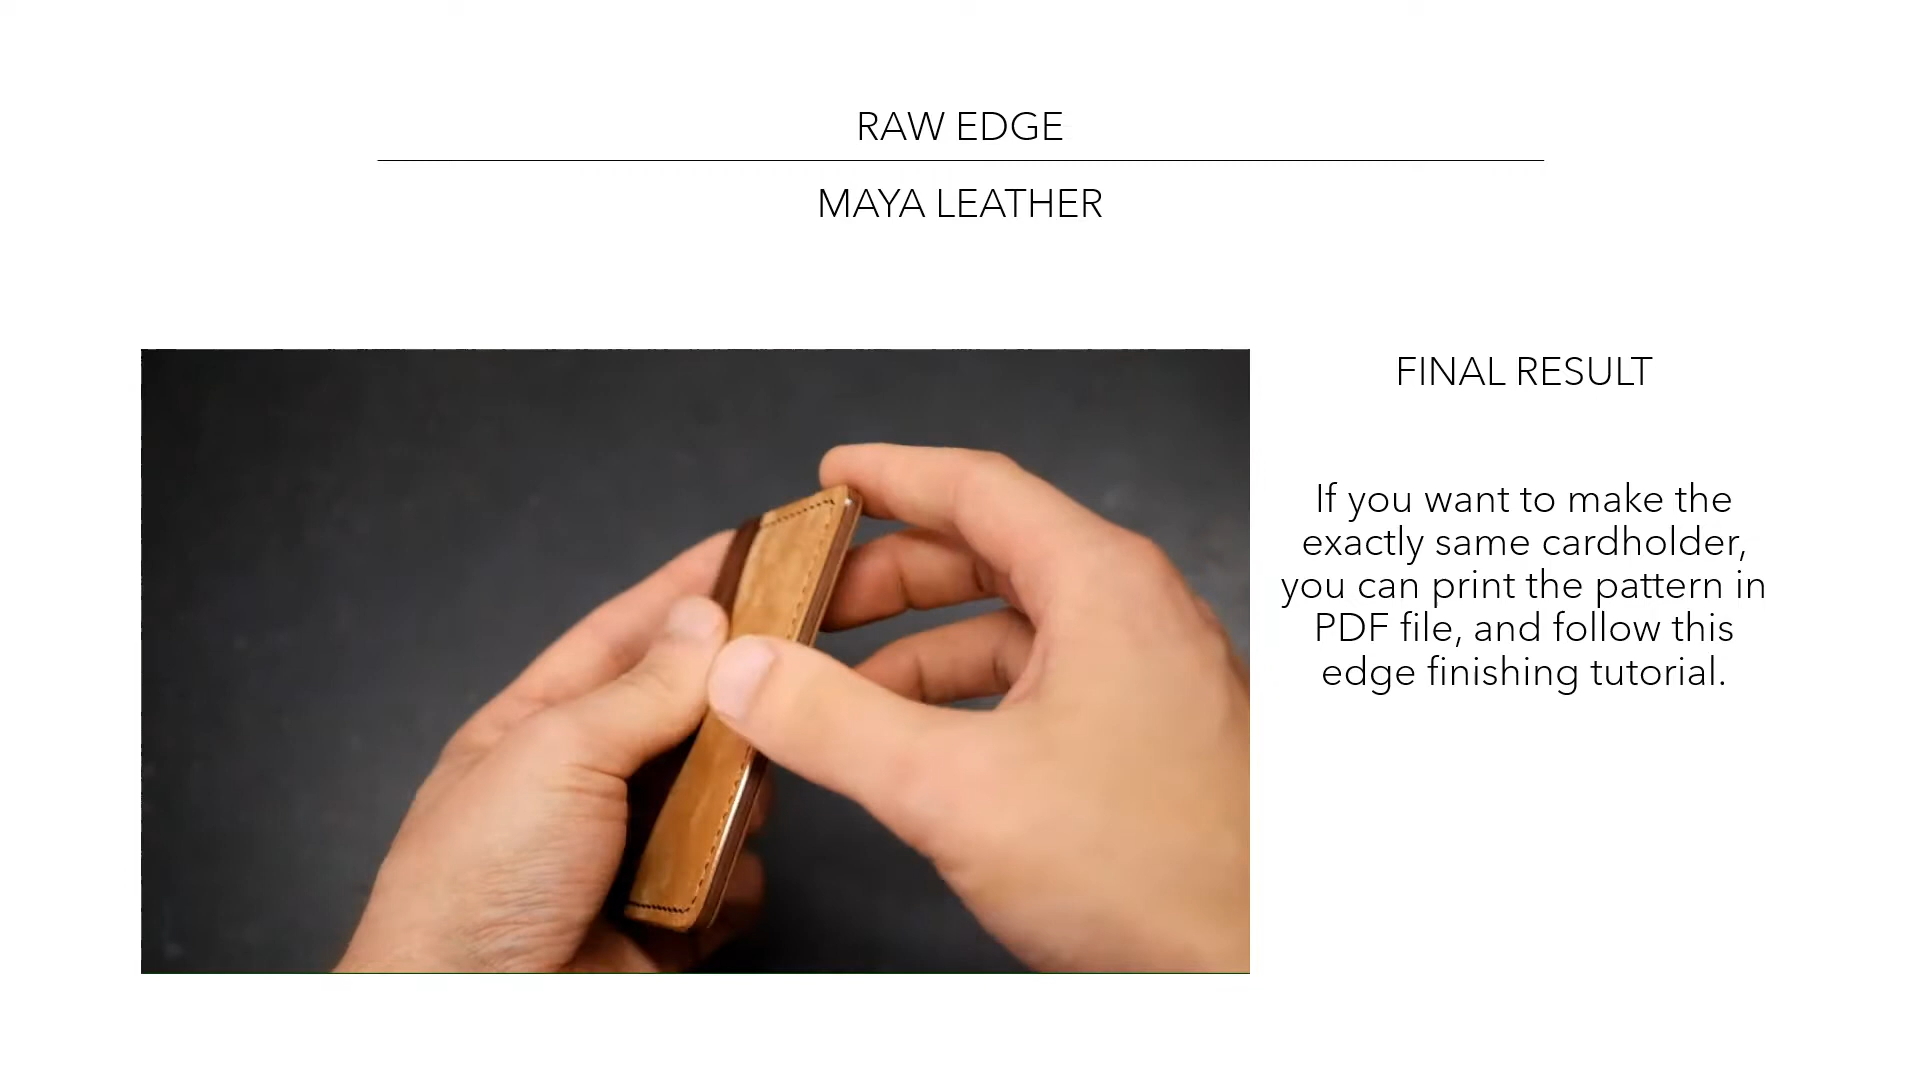 RAW EDGE
MAYA LEATHER
FINAL RESULT
If you want to make the
exactly same cardholder,
you can print the pattern in
PDF file, and follow this
edge finishing tutorial.